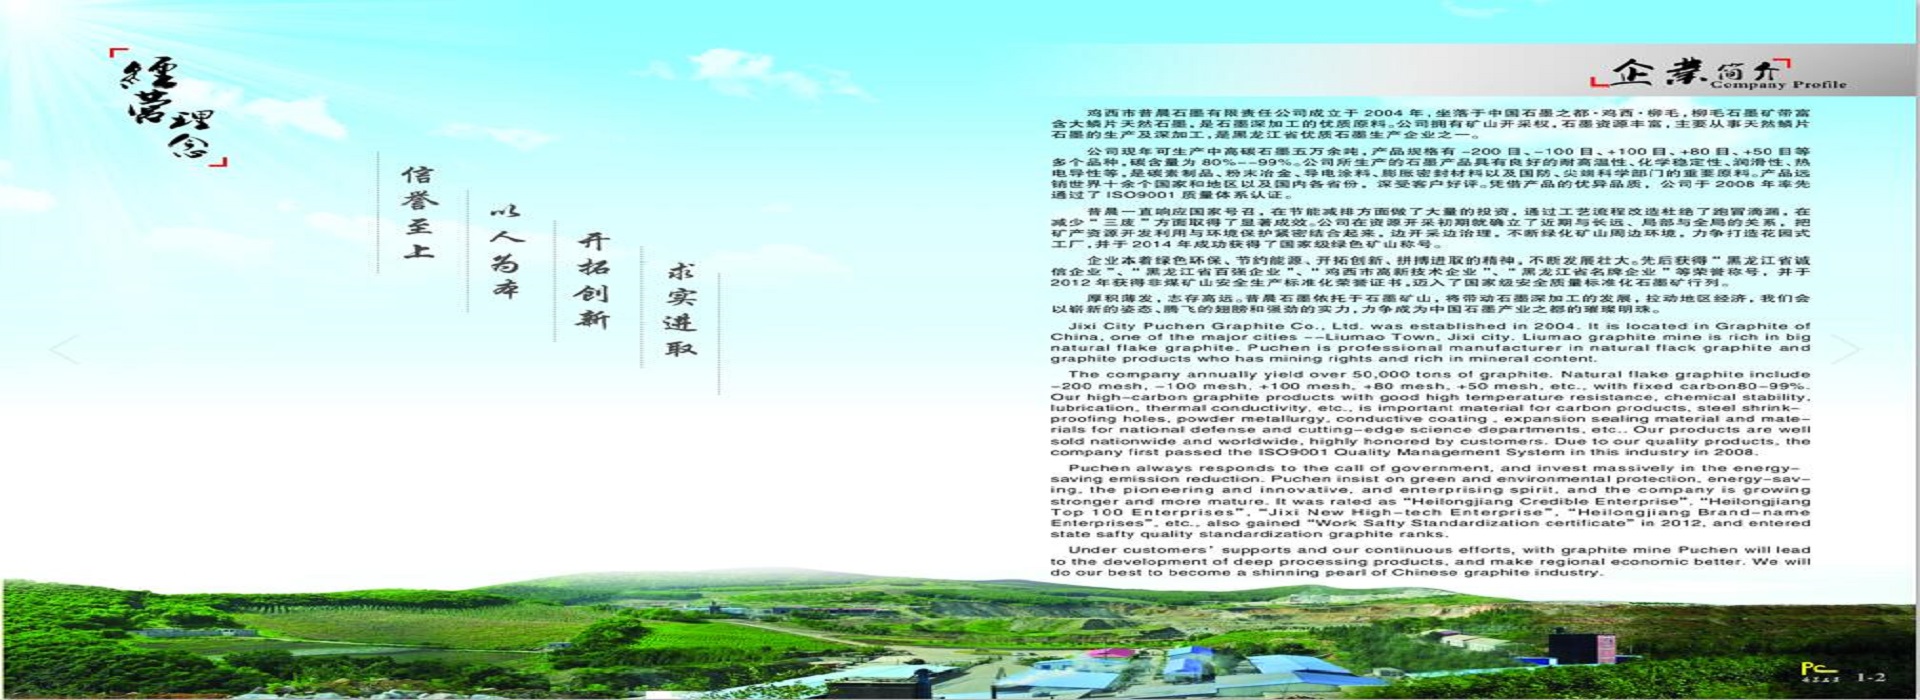 經營理念
信誉至上
以人为本
开拓创新
求实进取
企業简介
Company Profile
鸡西市普晨石墨有限责任公司成立于 2004 年，坐落于中国石墨之都·鸡西·柳毛，柳毛石墨矿带富
含大鳞片天然石墨，是石墨深加工的优质原料。公司拥有矿山开采权，石墨资源丰富，主要从事天然鳞片
石墨的生产及深加工，是黑龙江省优质石墨生产企业之一。
公司现年可生产中高碳石墨五万余吨，产品规格有 -200 目、-100 目、+100 目、+80 目、+50 目等
多个品种，碳含量为 80%--99%。公司所生产的石墨产品具有良好的耐高温性、化学稳定性、润滑性、热
电导性等，是碳素制品、粉末冶金、导电涂料、膨胀密封材料以及国防、尖端科学部门的重要原料。产品远
销世界十余个国家和地区以及国内各省份，深受客户好评。凭借产品的优异品质，公司于 2008 年率先
通过了 ISO9001 质量体系认证。
普晨一直响应国家号召，在节能减排方面做了大量的投资，通过工艺流程改造杜绝了跑冒滴漏，在
减少“三废”方面取得了显著成效。公司在资源开采初期就确立了近期与长远、局部与全局的关系，把
矿产资源开发利用与环境保护紧密结合起来，边开采边治理，不断绿化矿山周边环境，力争打造花园式
工厂，并于 2014 年成功获得了国家级绿色矿山称号。
企业本着绿色环保、节约能源、开拓创新、拼搏进取的精神，不断发展壮大。先后获得“黑龙江省诚
信企业”、“黑龙江省百强企业”、“鸡西市高新技术企业”、“黑龙江省名牌企业”等荣誉称号，并于
2012 年获得非煤矿山安全生产标准化荣誉证书，迈入了国家级安全质量标准化石墨矿行列。
厚积薄发，志存高远。普晨石墨依托于石墨矿山，将带动石墨深加工的发展，拉动地区经济，我们会
以崭新的姿态、腾飞的翅膀和强劲的实力，力争成为中国石墨产业之都的璀璨明珠。
Jixi City Puchen Graphite Co., Ltd. was established in 2004. It is located in Graphite of
China, one of the major cities --Liumao Town, Jixi city. Liumao graphite mine is rich in big
natural flake graphite. Puchen is professional manufacturer in natural flack graphite and
graphite products who has mining rights and rich in mineral content.
The company annually yield over 50,000 tons of graphite. Natural flake graphite include
-200 mesh, -100 mesh, +100 mesh, +80 mesh, +50 mesh, etc., with fixed carbon80-99%.
Our high-carbon graphite products with good high temperature resistance, chemical stability,
lubrication, thermal conductivity, etc., is important material for carbon products, steel shrink-
proofing holes, powder metallurgy, conductive coating , expansion sealing material and mate-
rials for national defense and cutting-edge science departments, etc.. Our products are well
sold nationwide and worldwide, highly honored by customers. Due to our quality products, the
company first passed the ISO9001 Quality Management System in this industry in 2008.
Puchen always responds to the call of government, and invest massively in the energy-
saving emission reduction. Puchen insist on green and environmental protection, energy-sav-
ing, the pioneering and innovative, and enterprising spirit, and the company is growing
stronger and more mature. It was rated as “Heilongjiang Credible Enterprise”, “Heilongjiang
Top 100 Enterprises”, “Jixi New High-tech Enterprise”, “Heilongjiang Brand-name
Enterprises”, etc., also gained “Work Safty Standardization certificate” in 2012, and entered
state safty quality standardization graphite ranks.
Under customers' supports and our continuous efforts, with graphite mine Puchen will lead
to the development of deep processing products, and make regional economic better. We will
do our best to become a shinning pearl of Chinese graphite industry.
Pc
1-2